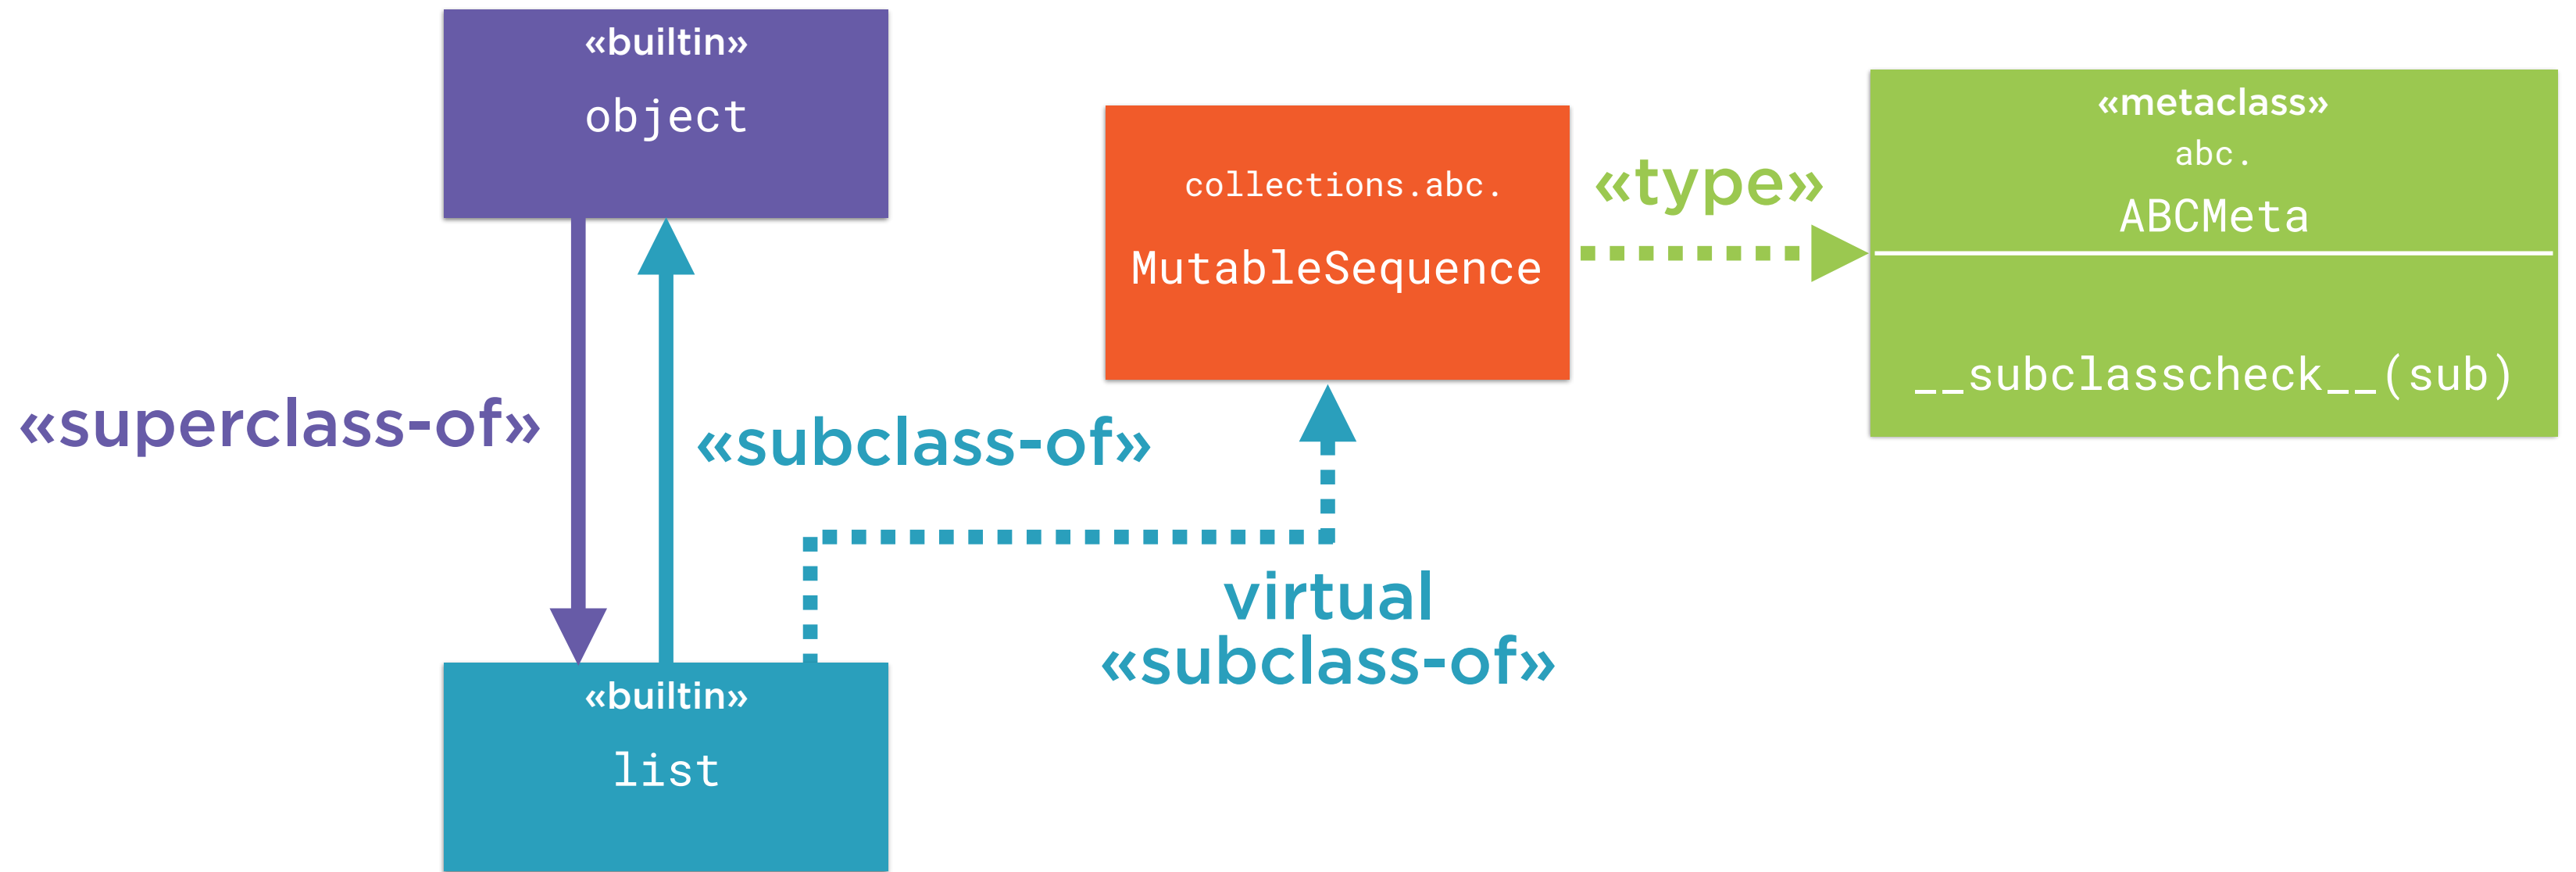 «builtin»
object
«superclass-of»
«subclass-of»
«builtin»
list
collections.abc.
MutableSequence
virtual
«subclass-of»
«type»
«metaclass»
abc.
ABCMeta
__subclasscheck__(sub)